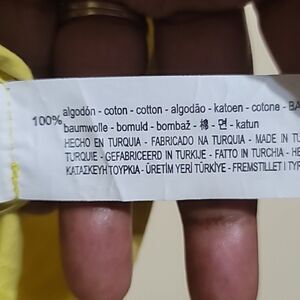 100% algodón - coton - cotton - algodão - katoen - cotone - BA
baumwolle - bomuld - bombaž - 棉 - 면 - katun
HECHO EN TURQUIA - FABRICADO NA TURQUIA - MADE IN TU
TURQUIE - GEFABRICEERD IN TURKIJE - FATTO IN TURCHIA - HE
ΚΑΤΑΣΚΕΥΗ ΤΟΥΡΚΙΑ - ÜRETİM YERİ TÜRKİYE - FREMSTILLET I TYR